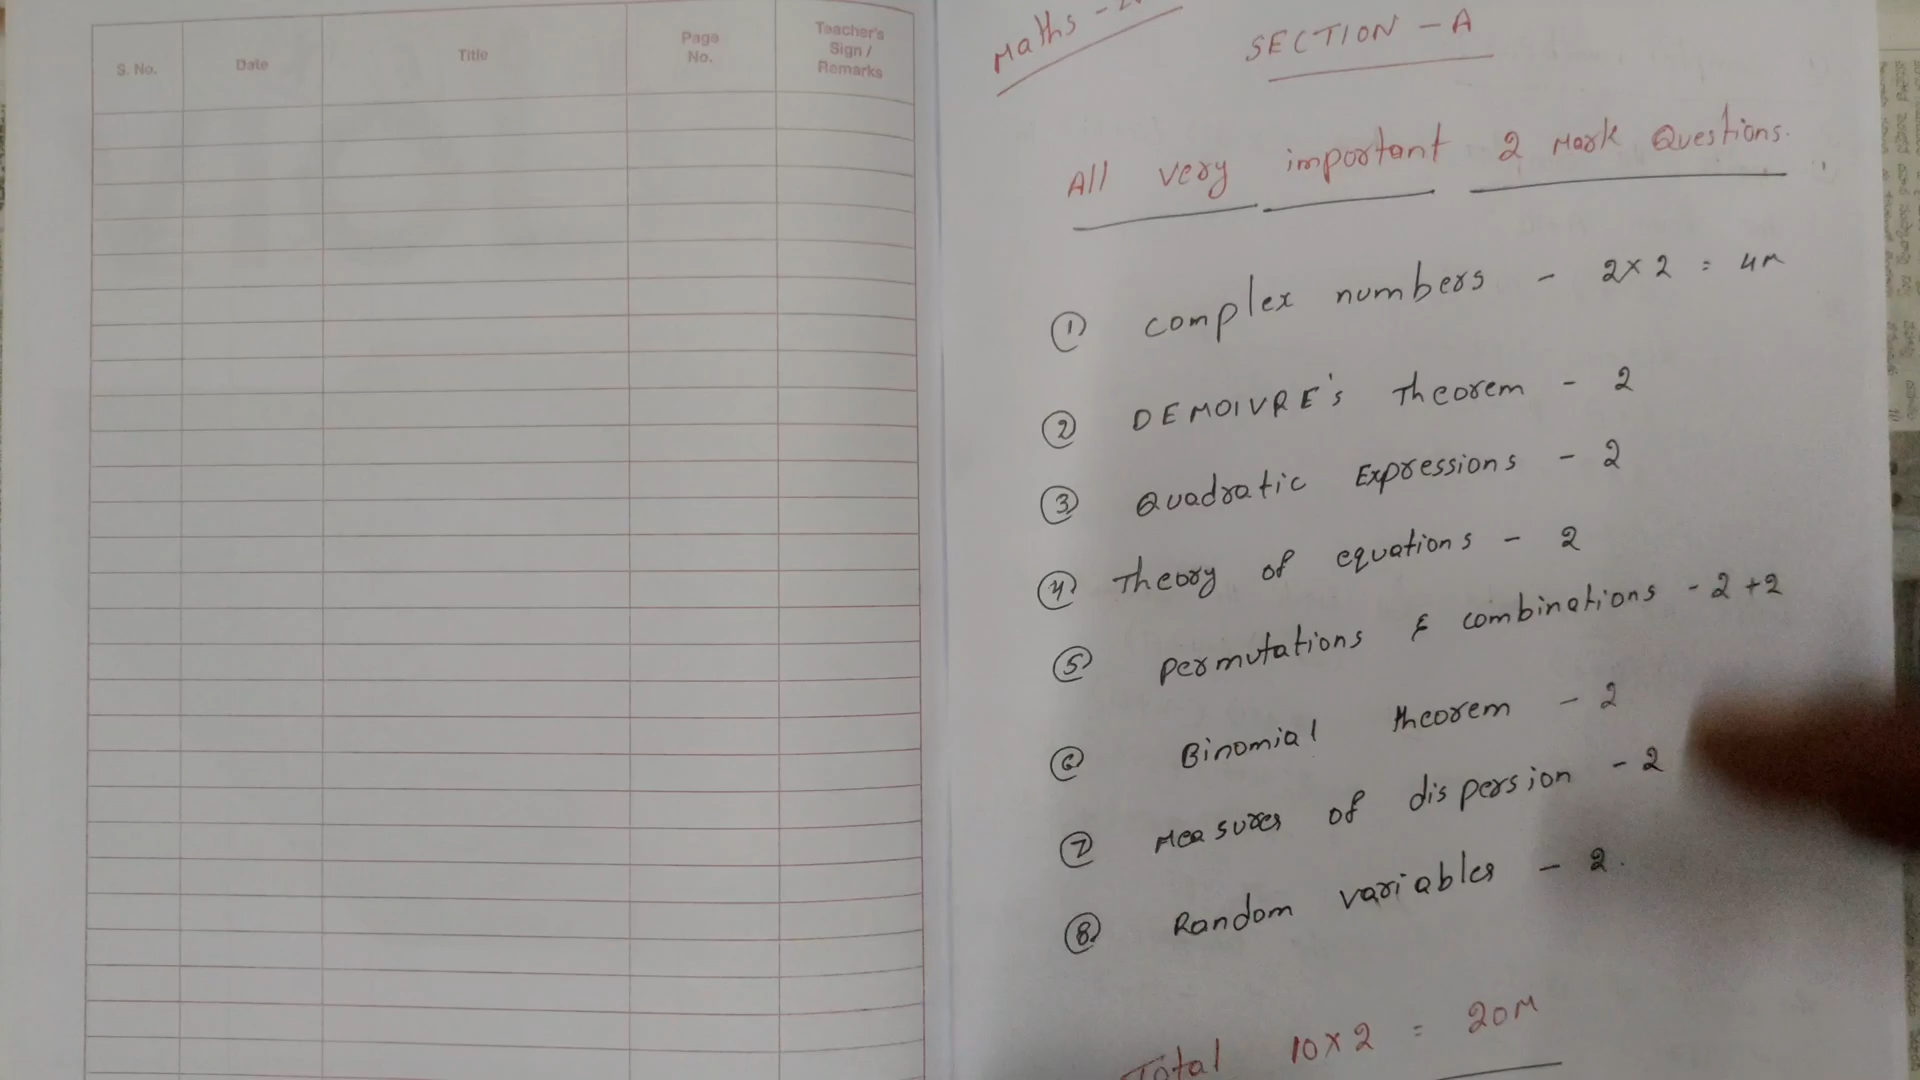 S. No. Date Title Page No. Teacher's Sign / Remarks
Maths -
SECTION - A
All very important 2 Mark Questions.
① complex numbers - 2×2 = 4M
② DEMOIVRE's Theorem - 2
③ Quadratic Expressions - 2
④ Theory of equations - 2
⑤ permutations & combinations - 2+2
⑥ Binomial theorem - 2
⑦ Measures of dispersion - 2
⑧ Random variables - 2.
Total 10×2 = 20M